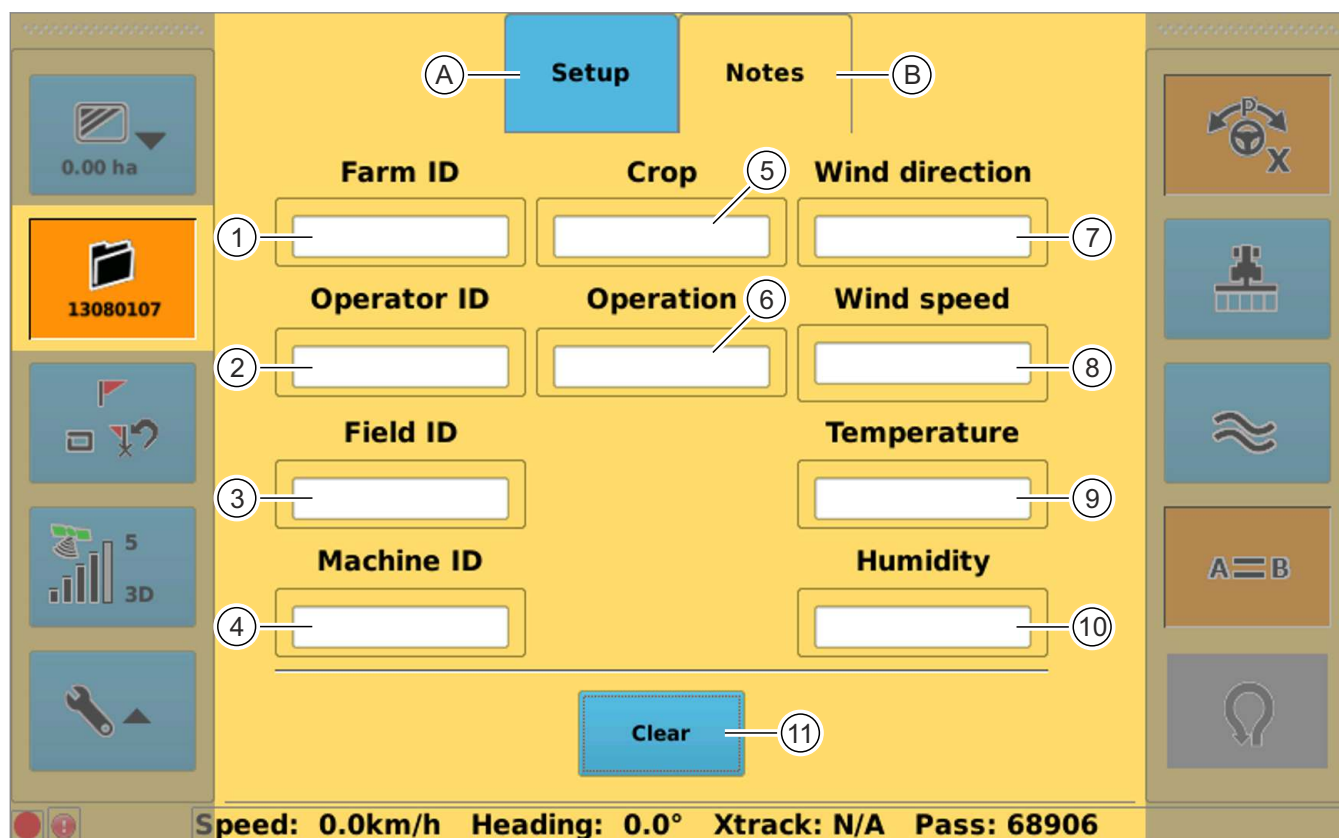 A Setup Notes B
0.00 ha
Farm ID Crop 5 Wind direction
1 7
13080107
Operator ID Operation 6 Wind speed
2 8
Field ID Temperature
3 9
5
3D
Machine ID Humidity
A B
4 10
Clear 11
P
X
Speed: 0.0km/h Heading: 0.0° Xtrack: N/A Pass: 68906